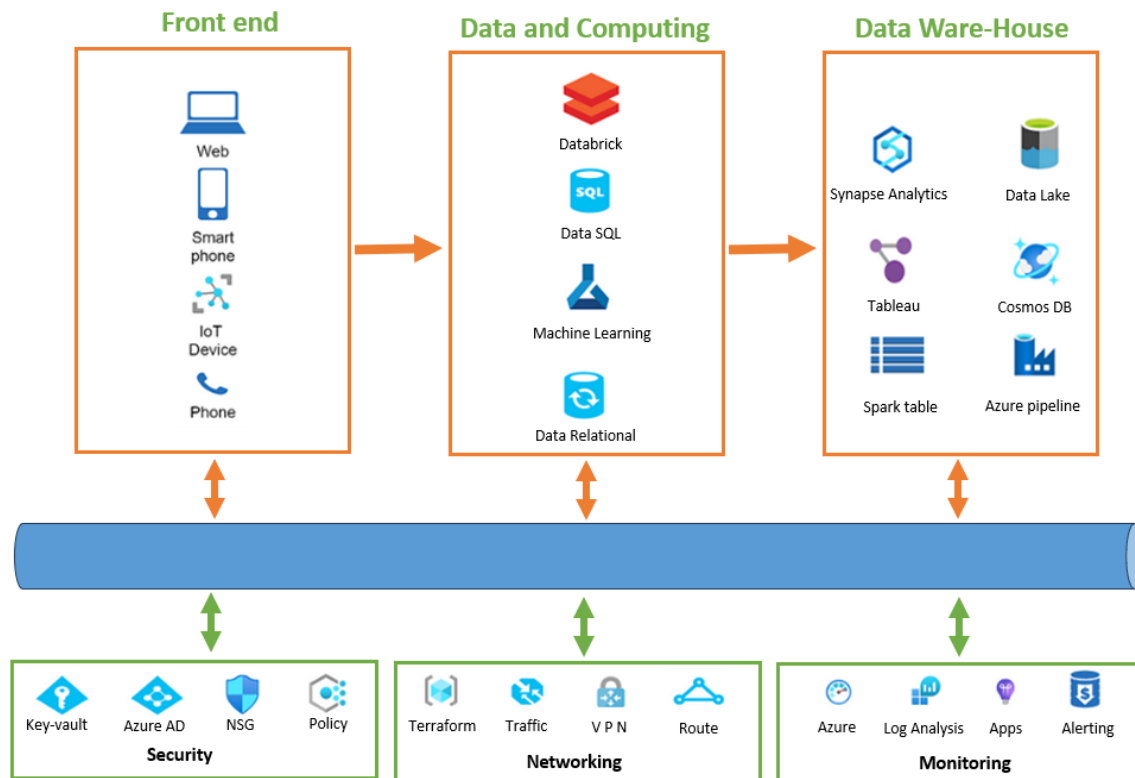 Front end
Data and Computing
Data Ware-House
Web
Smart
phone
IoT
Device
Phone
Databrick
SQL
Data SQL
Machine Learning
Data Relational
Synapse Analytics
Data Lake
Tableau
Cosmos DB
Spark table
Azure pipeline
Key-vault
Azure AD
NSG
Policy
Security
Terraform
Traffic
V P N
Route
Networking
Azure
Log Analysis
Apps
$
Alerting
Monitoring